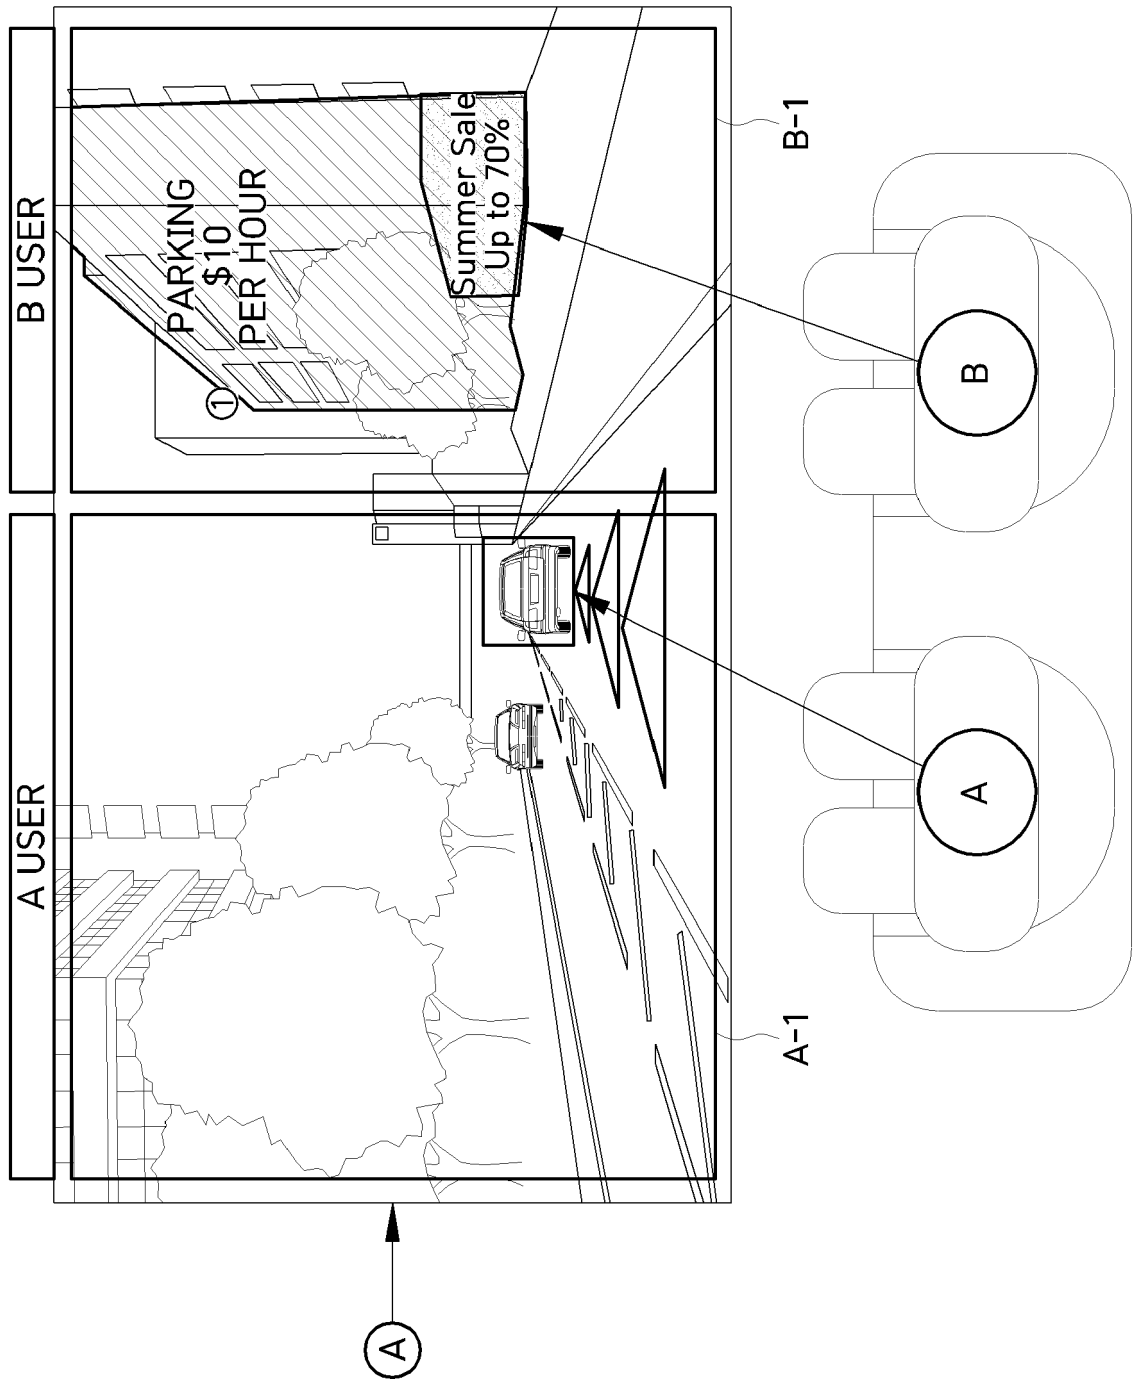 A USER
B USER
①
PARKING
$10
PER HOUR
Summer Sale
Up to 70%
A-1
B-1
A
A
B